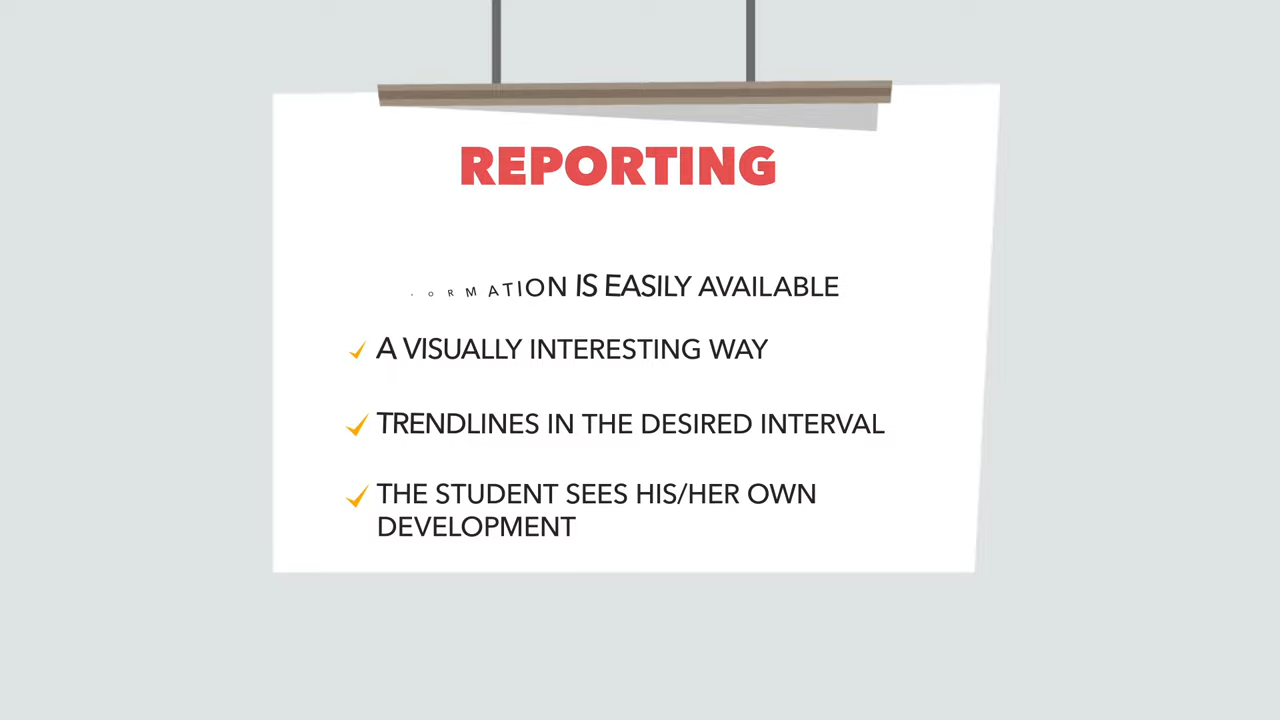 REPORTING
IS EASILY AVAILABLE
A VISUALLY INTERESTING WAY
TRENDLINES IN THE DESIRED INTERVAL
THE STUDENT SEES HIS/HER OWN
DEVELOPMENT